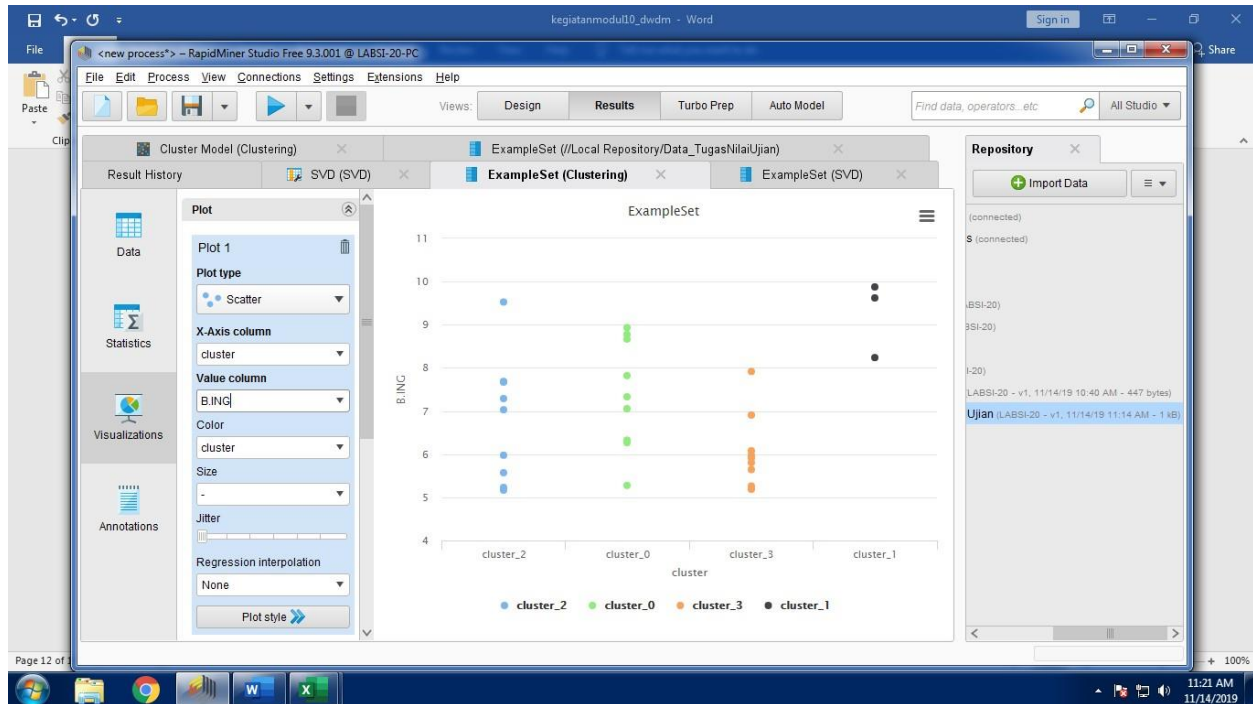 kegiatanmodul10_dwdm - Word
Sign in
File
Share
<new process*> – RapidMiner Studio Free 9.3.001 @ LABSI-20-PC
File Edit Process View Connections Settings Extensions Help
Paste
Clip
Views: Design Results Turbo Prep Auto Model
Find data, operators...etc
All Studio
Cluster Model (Clustering)
ExampleSet (//Local Repository/Data_TugasNilaiUjian)
Result History
SVD (SVD)
ExampleSet (Clustering)
ExampleSet (SVD)
Repository
Import Data
(connected)
S (connected)
LABSI-20)
BSI-20)
I-20)
LABSI-20 - v1, 11/14/19 10:40 AM - 447 bytes)
Ujian (LABSI-20 - v1, 11/14/19 11:14 AM - 1 kB)
Data
Statistics
Visualizations
Annotations
Plot
Plot 1
Plot type
Scatter
X-Axis column
cluster
Value column
B.ING
Color
cluster
Size
-
Jitter
Regression interpolation
None
Plot style
ExampleSet
11
10
9
8
7
6
5
4
B.ING
cluster_2 cluster_0 cluster_3 cluster_1
cluster
cluster_2 cluster_0 cluster_3 cluster_1
Page 12 of 1
100%
11:21 AM
11/14/2019